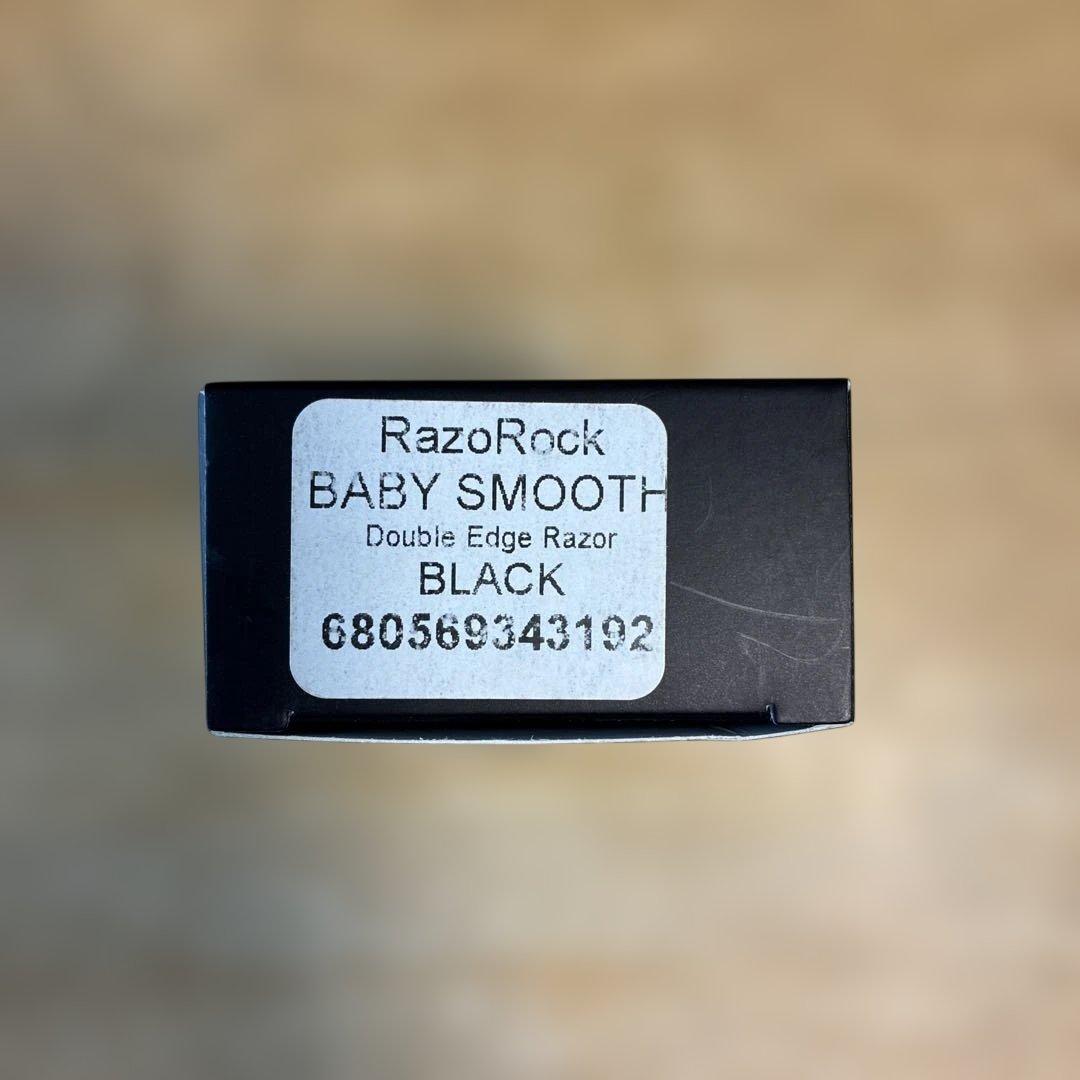 RazoRock
BABY SMOOTH
Double Edge Razor
BLACK
680569343192